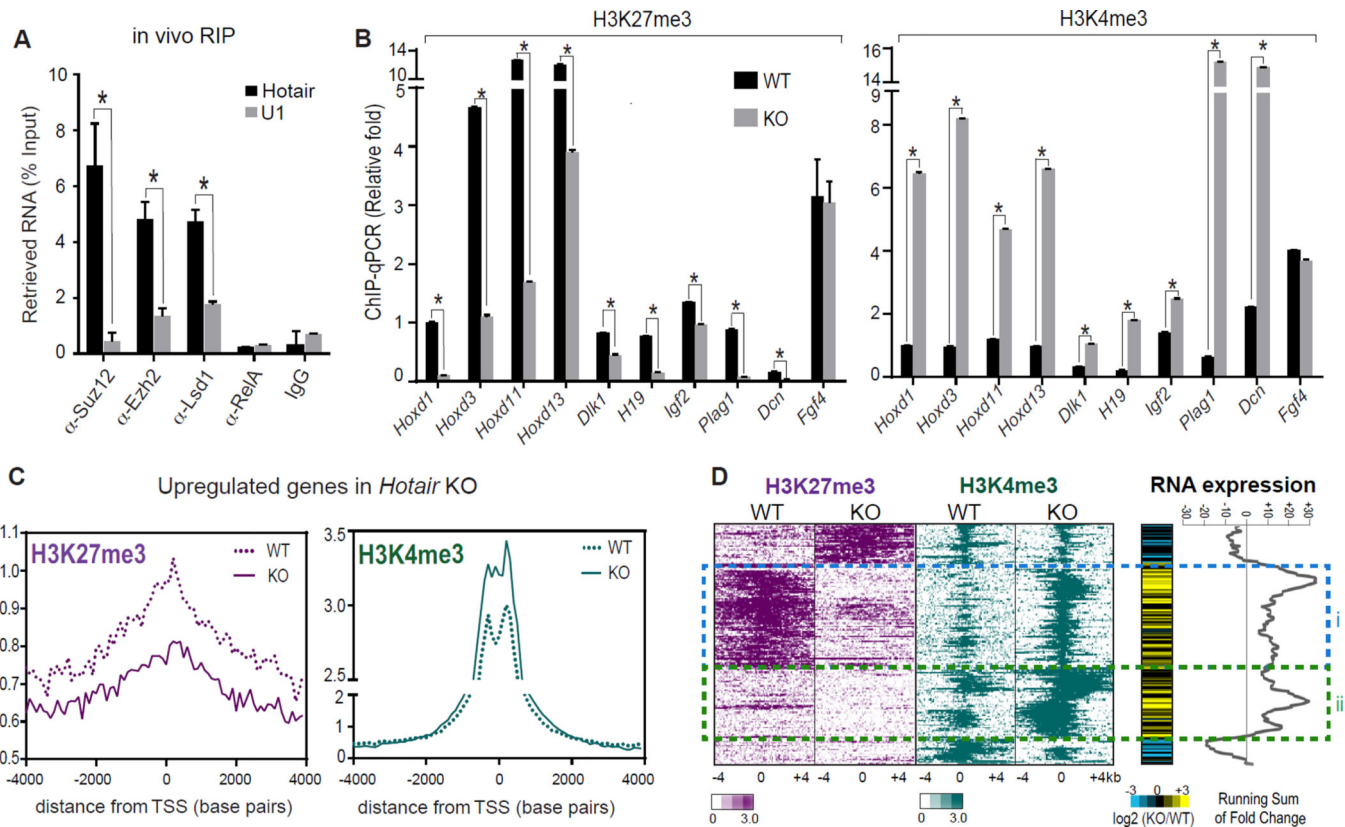 A
in vivo RIP
Retrieved RNA (% Input)
10
8
6
4
2
0
*
*
*
Hotair
U1
α-Suz12
α-Ezh2
α-Lsd1
α-RelA
IgG
B
H3K27me3
ChIP-qPCR (Relative fold)
14
10
5
4
3
2
1
0
*
*
*
*
*
*
*
*
*
WT
KO
Hoxd1
Hoxd3
Hoxd11
Hoxd13
Dlk1
H19
Igf2
Plag1
Dcn
Fgf4
H3K4me3
16
14
9
8
6
4
2
0
*
*
*
*
*
*
*
*
*
Hoxd1
Hoxd3
Hoxd11
Hoxd13
Dlk1
H19
Igf2
Plag1
Dcn
Fgf4
C
Upregulated genes in Hotair KO
H3K27me3
WT
KO
1.1
1.0
0.9
0.8
0.7
0.6
0.5
-4000 -2000 0 2000 4000
distance from TSS (base pairs)
H3K4me3
WT
KO
3.5
3.0
2.5
2
1
0
-4000 -2000 0 2000 4000
distance from TSS (base pairs)
D
H3K27me3 H3K4me3 RNA expression
WT KO WT KO
-30 -20 -10 0 +10 +20 +30
i
ii
-4 0 +4 -4 0 +4 -4 0 +4 -4 0 +4kb
0 3.0
0 3.0
-3 0 +3
log2 (KO/WT)
Running Sum
of Fold Change